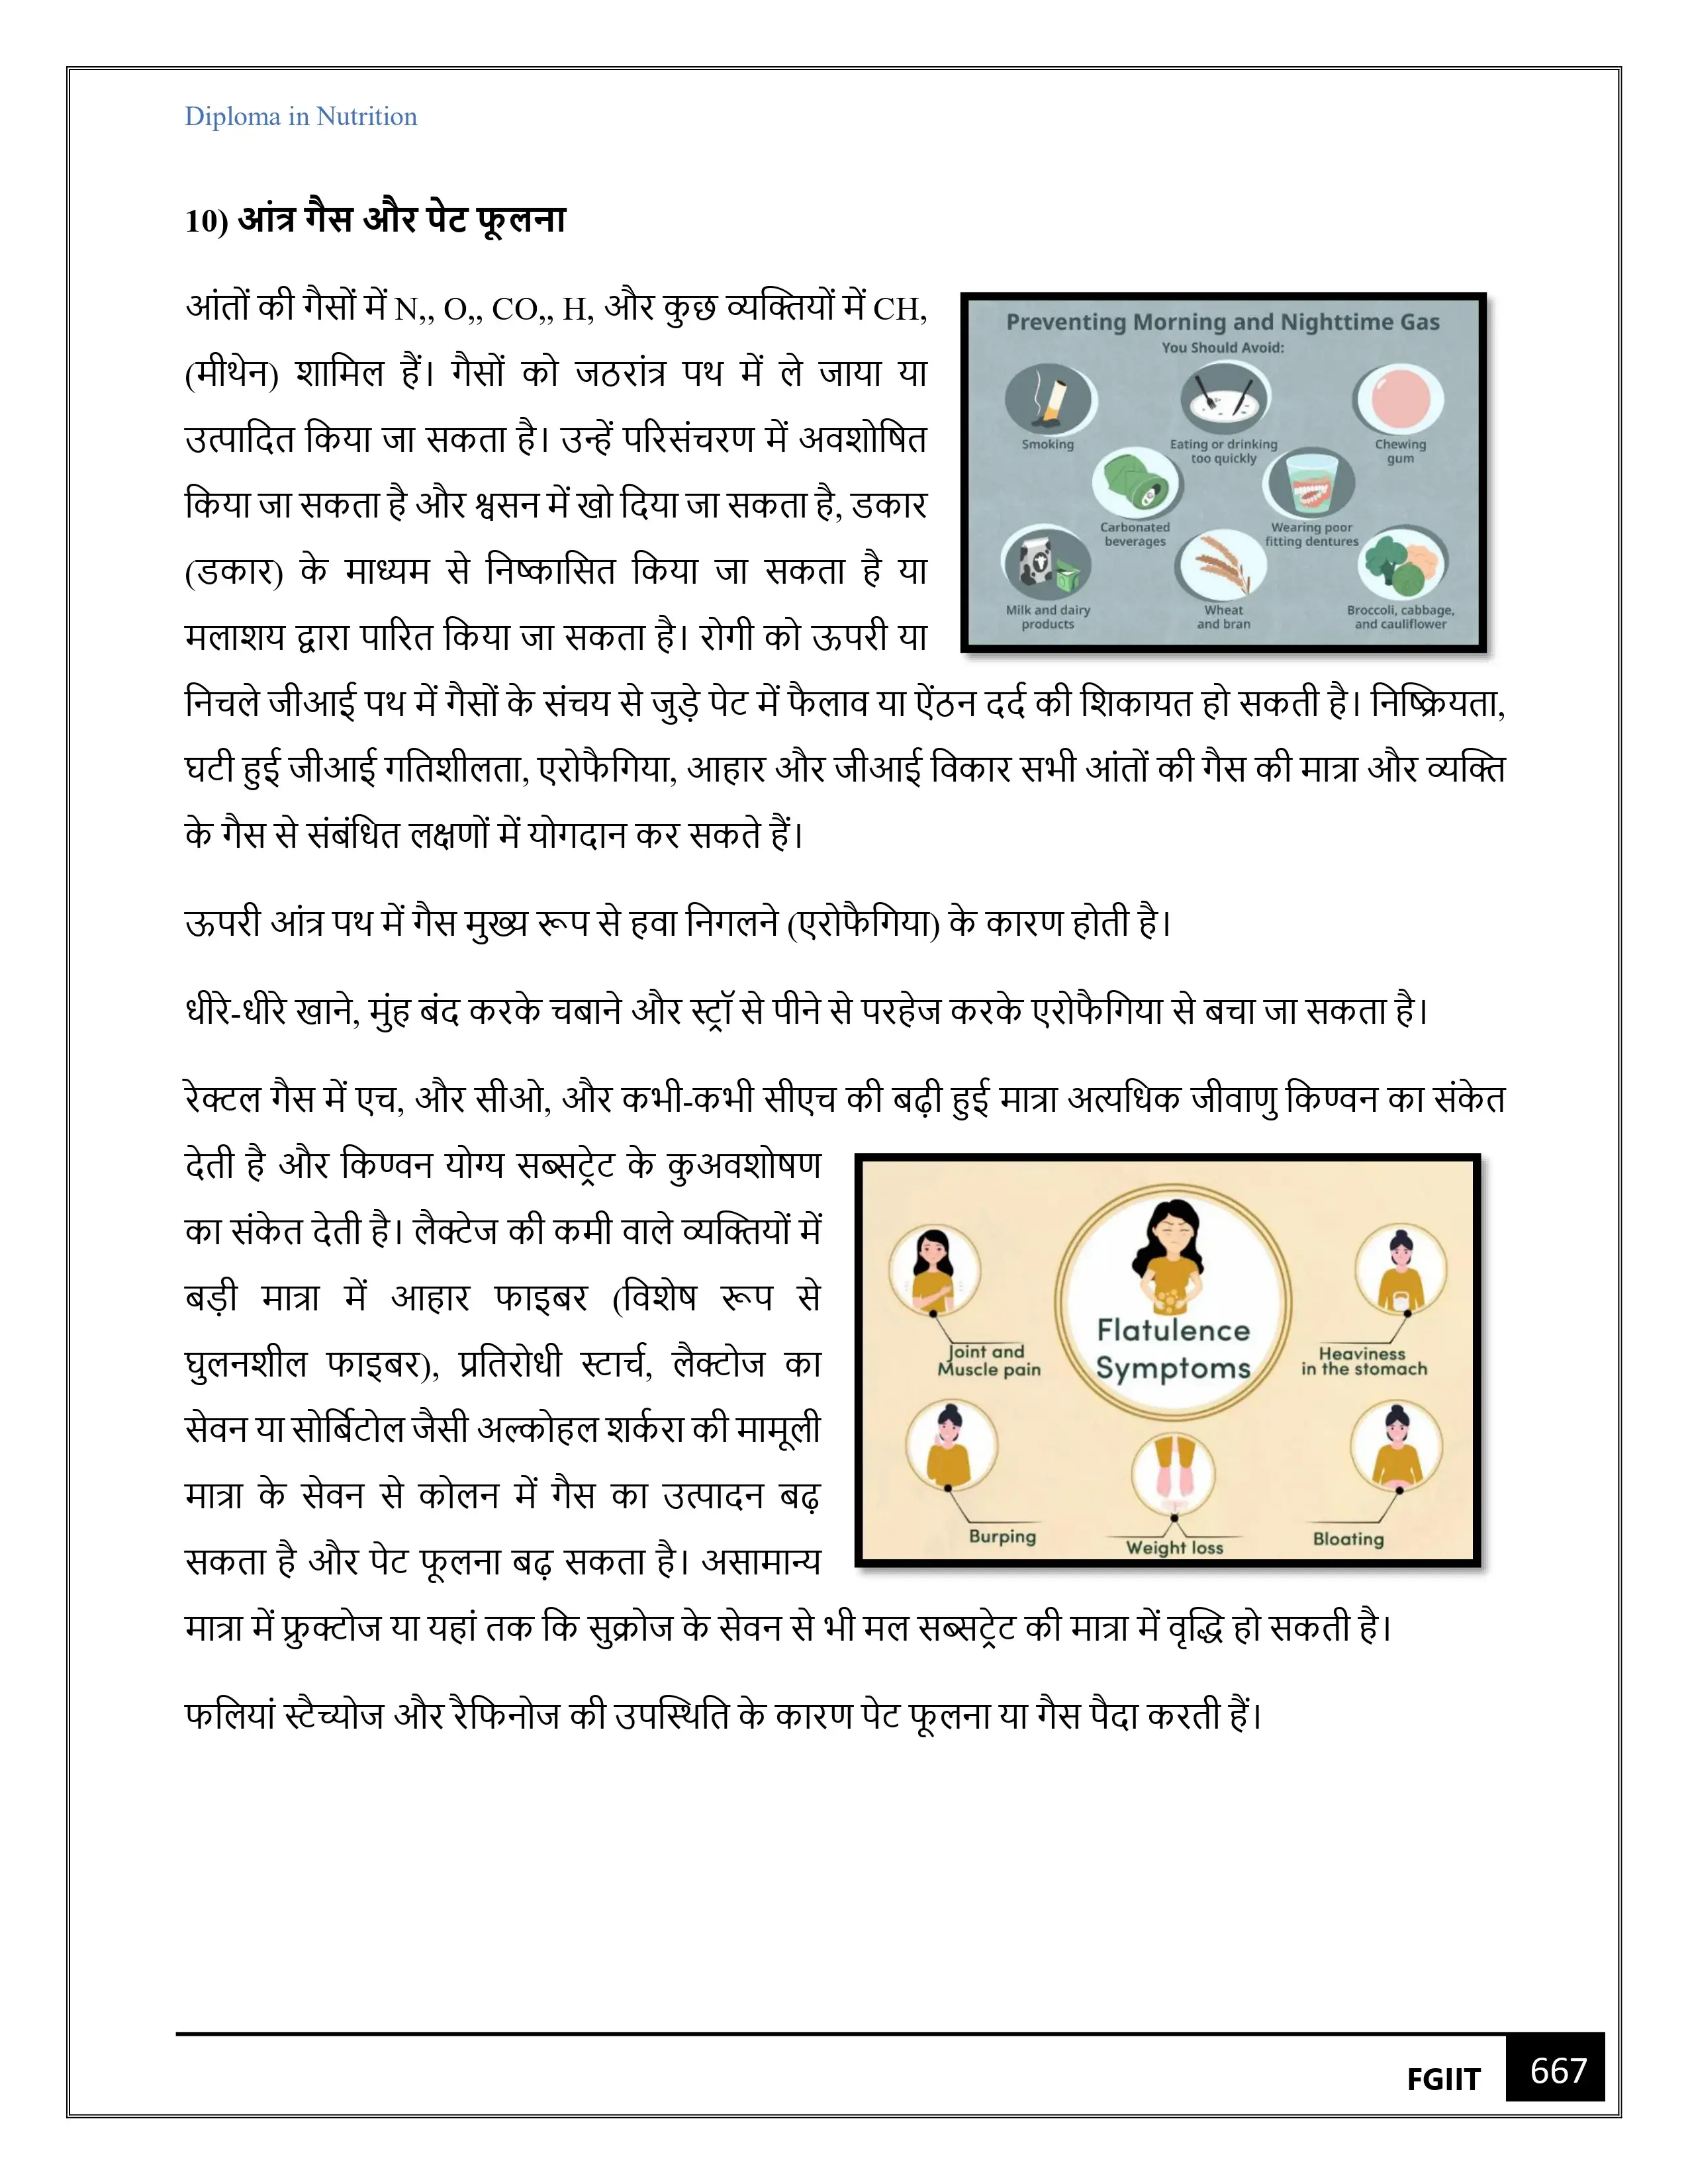 Diploma in Nutrition
10) आंत्र गैस और पेट फूलना
आंतों की गैसों में N,, O,, CO,, H, और कुछ व्यक्तियों में CH,
(मीथेन) शामिल हैं। गैसों को जठरांत्र पथ में ले जाया या
उत्पादित किया जा सकता है। उन्हें परिसंचरण में अवशोषित
किया जा सकता है और श्वसन में खो दिया जा सकता है, डकार
(डकार) के माध्यम से निष्कासित किया जा सकता है या
मलाशय द्वारा पारित किया जा सकता है। रोगी को ऊपरी या
निचले जीआई पथ में गैसों के संचय से जुड़े पेट में फैलाव या ऐंठन दर्द की शिकायत हो सकती है। निष्क्रियता,
घटी हुई जीआई गतिशीलता, एरोफैगिया, आहार और जीआई विकार सभी आंतों की गैस की मात्रा और व्यक्ति
के गैस से संबंधित लक्षणों में योगदान कर सकते हैं।
Preventing Morning and Nighttime Gas
You Should Avoid:
Smoking
Eating or drinking
too quickly
Chewing
gum
Carbonated
beverages
Wearing poor
fitting dentures
Milk and dairy
products
Wheat
and bran
Broccoli, cabbage,
and cauliflower
ऊपरी आंत्र पथ में गैस मुख्य रूप से हवा निगलने (एरोफैगिया) के कारण होती है।
धीरे-धीरे खाने, मुंह बंद करके चबाने और स्ट्रॉ से पीने से परहेज करके एरोफैगिया से बचा जा सकता है।
रेक्टल गैस में एच, और सीओ, और कभी-कभी सीएच की बढ़ी हुई मात्रा अत्यधिक जीवाणु किण्वन का संकेत
देती है और किण्वन योग्य सब्सट्रेट के कुअवशोषण
का संकेत देती है। लैक्टेज की कमी वाले व्यक्तियों में
बड़ी मात्रा में आहार फाइबर (विशेष रूप से
घुलनशील फाइबर), प्रतिरोधी स्टार्च, लैक्टोज का
सेवन या सोर्बिटोल जैसी अल्कोहल शर्करा की मामूली
मात्रा के सेवन से कोलन में गैस का उत्पादन बढ़
सकता है और पेट फूलना बढ़ सकता है। असामान्य
मात्रा में फ्रुक्टोज या यहां तक कि सुक्रोज के सेवन से भी मल सब्सट्रेट की मात्रा में वृद्धि हो सकती है।
Flatulence
Symptoms
Joint and
Muscle pain
Heaviness
in the stomach
Burping
Weight loss
Bloating
फलियां स्टैच्योज और रैफिनोज की उपस्थिति के कारण पेट फूलना या गैस पैदा करती हैं।
FGIIT
667